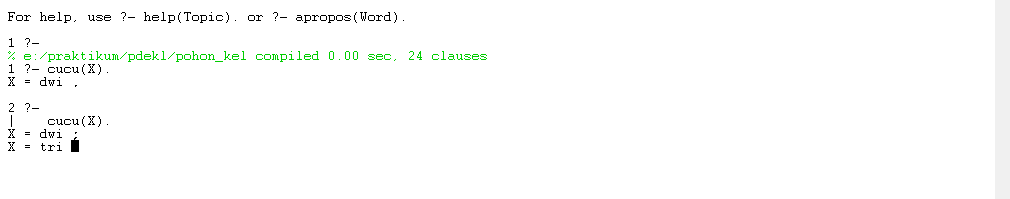 For help, use ?- help(Topic). or ?- apropos(Word).
1 ?-
% e:/praktikum/pdekl/pohon_kel compiled 0.00 sec, 24 clauses
1 ?- cucu(X).
X = dwi .
2 ?-
| cucu(X).
X = dwi ;
X = tri